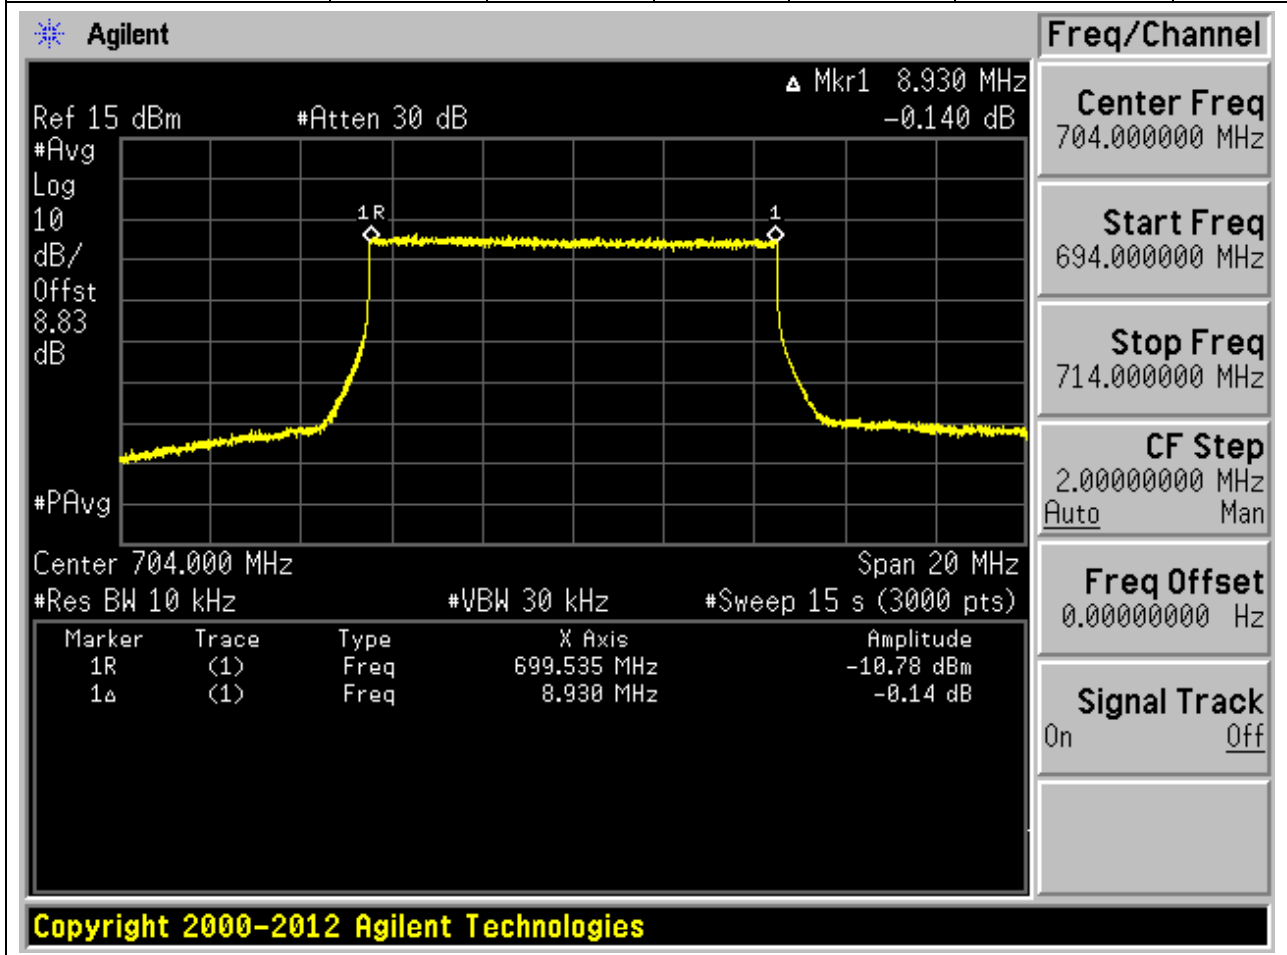 Agilent
Freq/Channel
Δ Mkr1 8.930 MHz
Ref 15 dBm #Atten 30 dB -0.140 dB
#Avg
Log
10
dB/
Offst
8.83
dB
1R
1
#PAvg
Center 704.000 MHz Span 20 MHz
#Res BW 10 kHz #VBW 30 kHz #Sweep 15 s (3000 pts)
Marker Trace Type X Axis Amplitude
1R (1) Freq 699.535 MHz -10.78 dBm
1Δ (1) Freq 8.930 MHz -0.14 dB
Center Freq
704.000000 MHz
Start Freq
694.000000 MHz
Stop Freq
714.000000 MHz
CF Step
2.00000000 MHz
Auto Man
Freq Offset
0.00000000 Hz
Signal Track
On Off
Copyright 2000-2012 Agilent Technologies